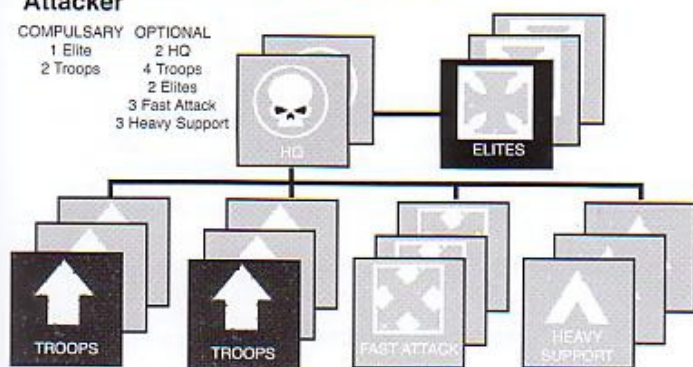 Attacker
COMPULSARY OPTIONAL
1 Elite 2 HQ
2 Troops 4 Troops
2 Elites
3 Fast Attack
3 Heavy Support
HQ
ELITES
TROOPS
TROOPS
FAST ATTACK
HEAVY
SUPPORT